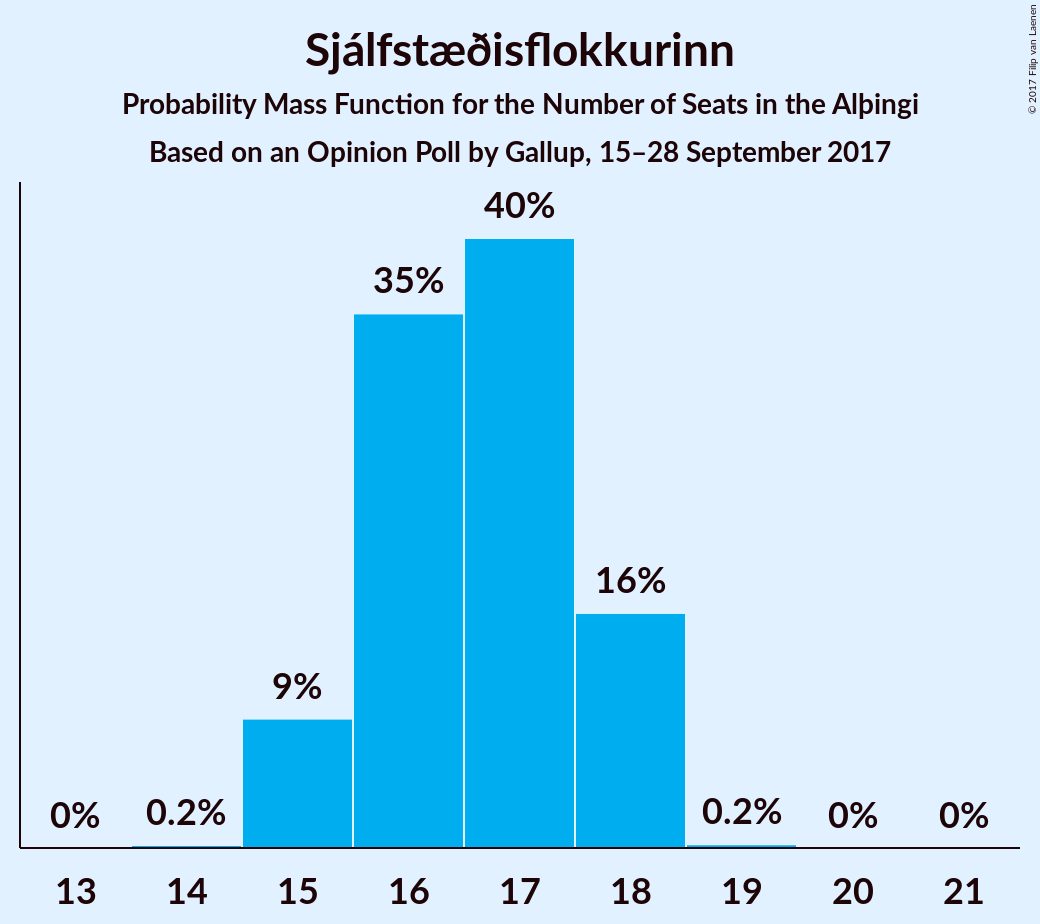 Sjálfstæðisflokkurinn
Probability Mass Function for the Number of Seats in the Alþingi
Based on an Opinion Poll by Gallup, 15–28 September 2017
© 2017 Filip van Laenen
0% 0.2% 9% 35% 40% 16% 0.2% 0% 0%
13 14 15 16 17 18 19 20 21